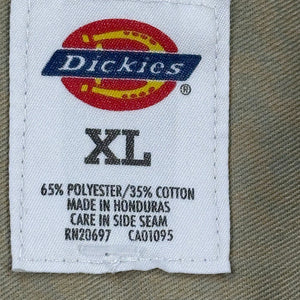 Dickies ®
XL
65% POLYESTER/35% COTTON
MADE IN HONDURAS
CARE IN SIDE SEAM
RN20697 CA01095